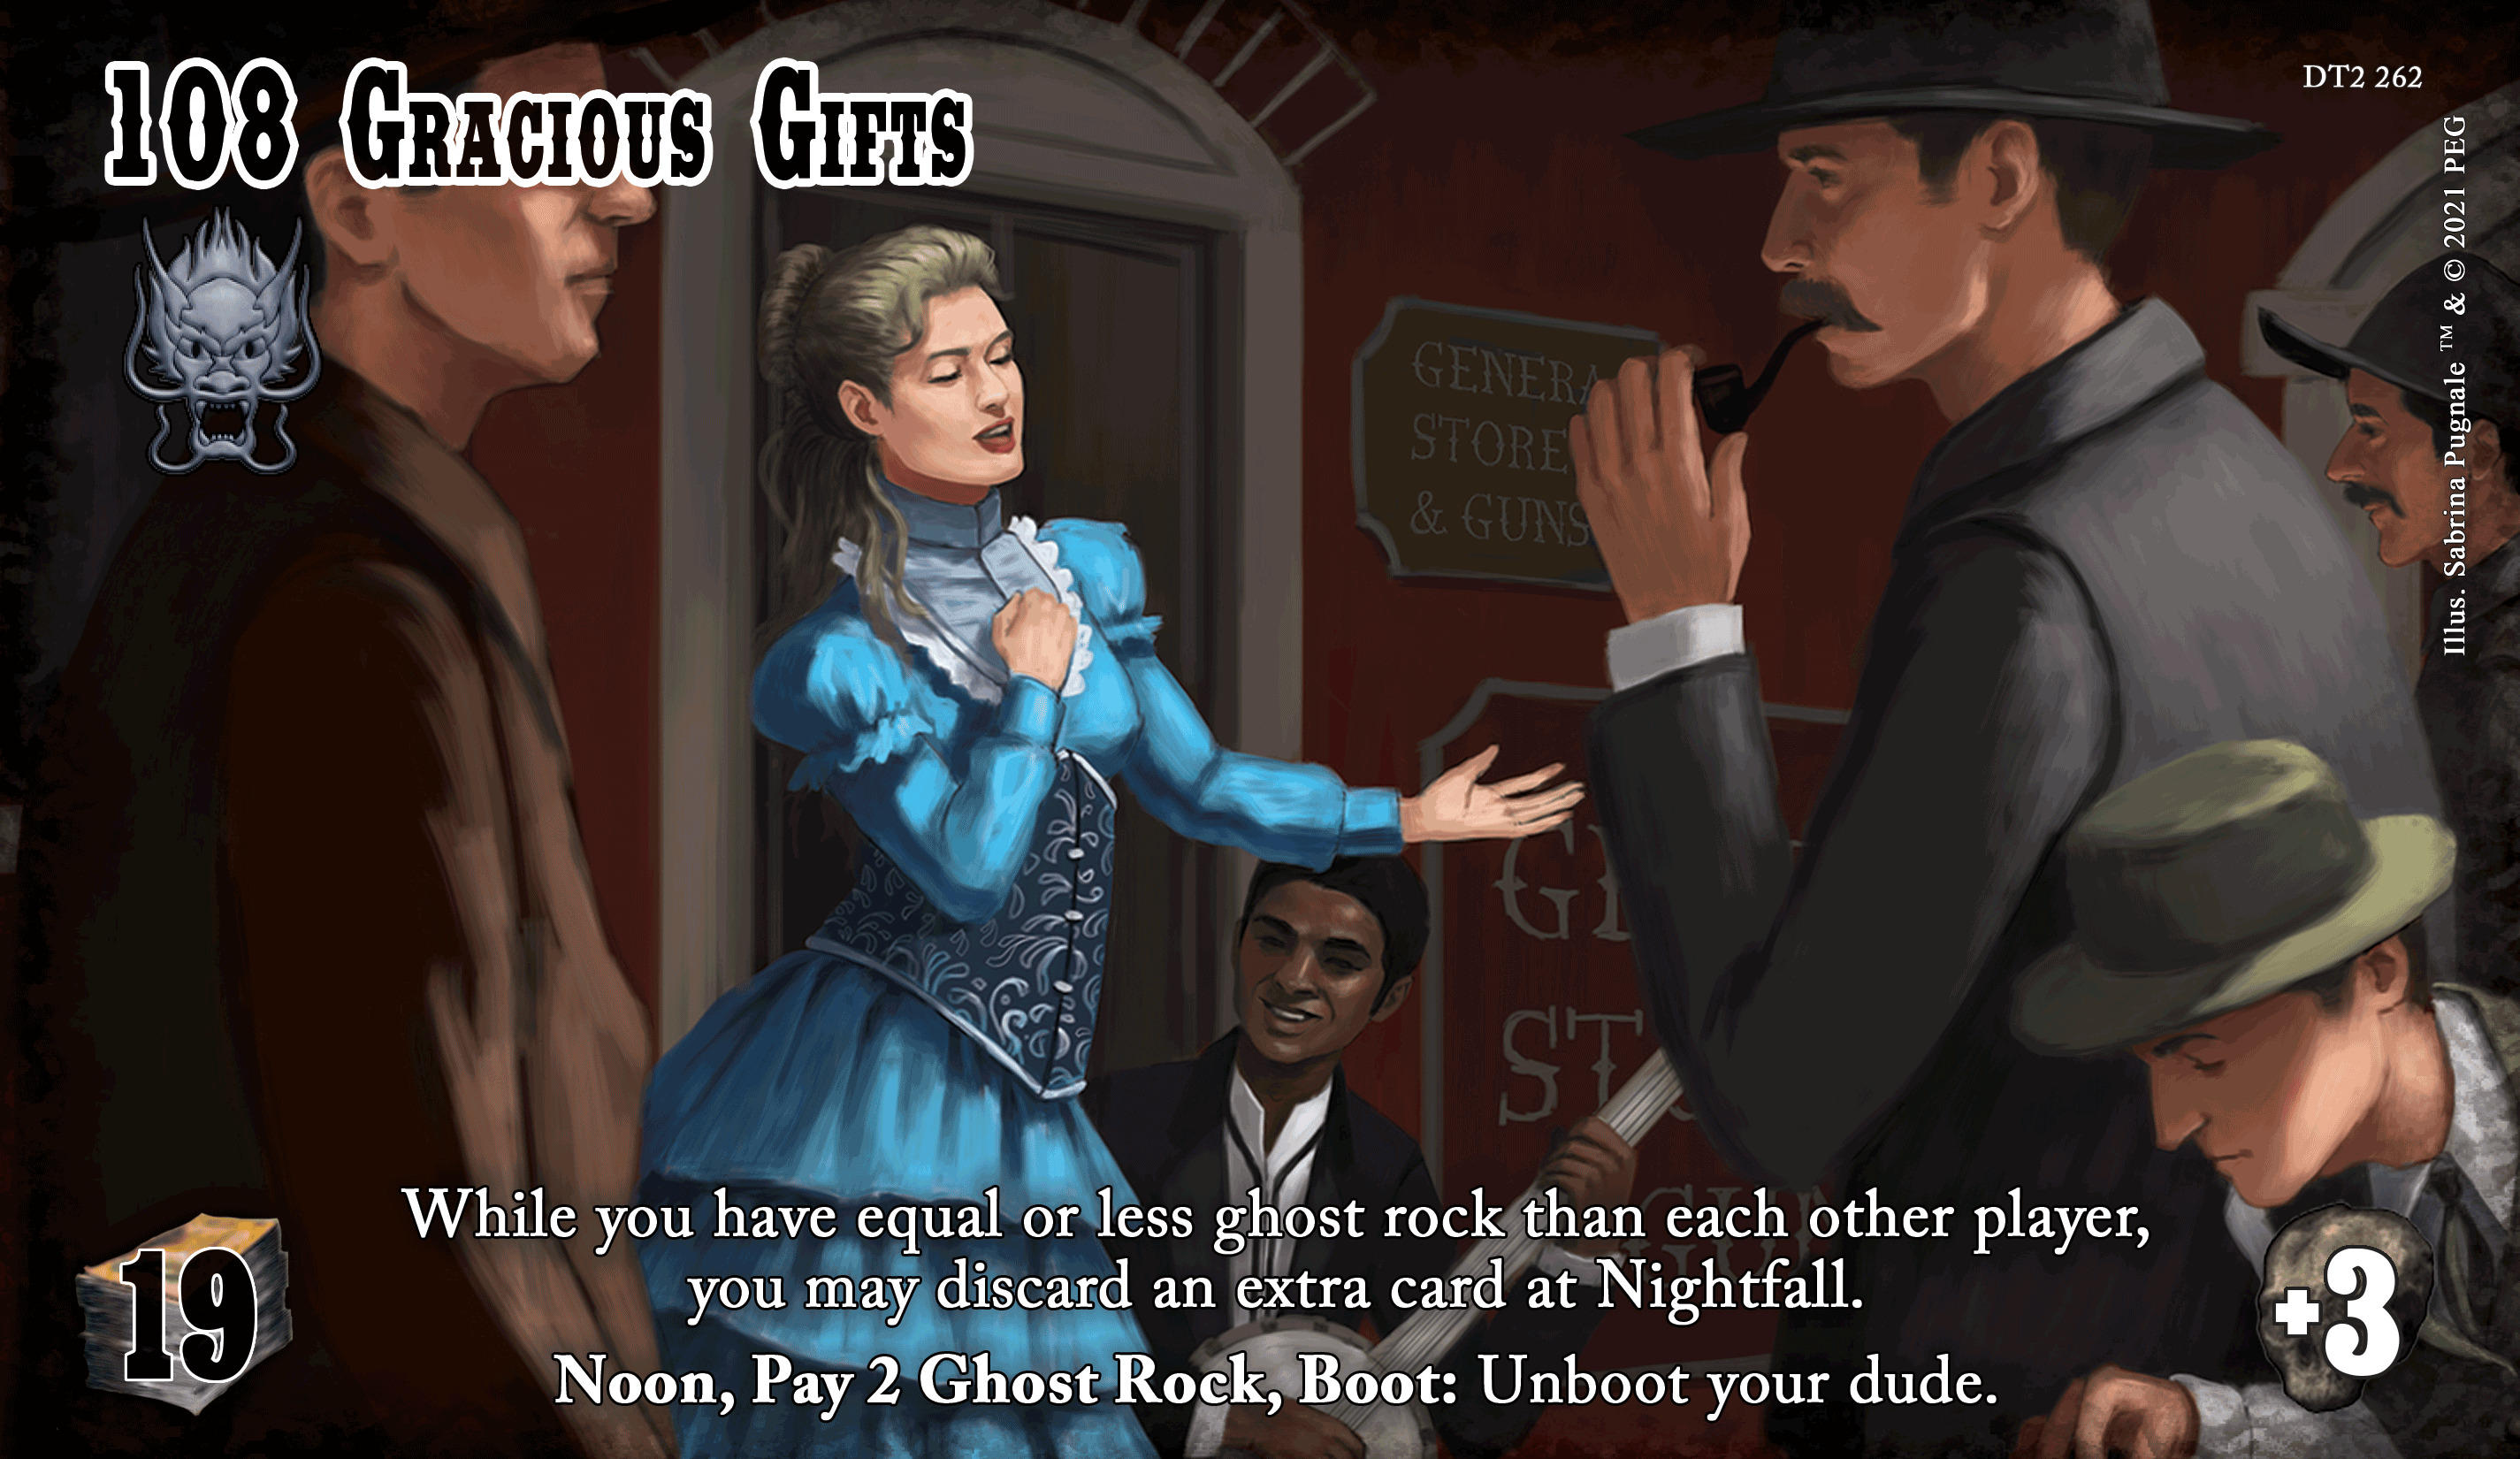 108 Gracious Gifts
DT2 262
Illus. Sabrina Pugnale ™ & © 2021 PEG
GENERA
STORE
& GUNS
While you have equal or less ghost rock than each other player,
you may discard an extra card at Nightfall.
Noon, Pay 2 Ghost Rock, Boot: Unboot your dude.
19
+3